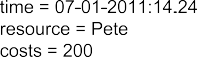 time = 07-01-2011:14.24
resource = Pete
costs = 200